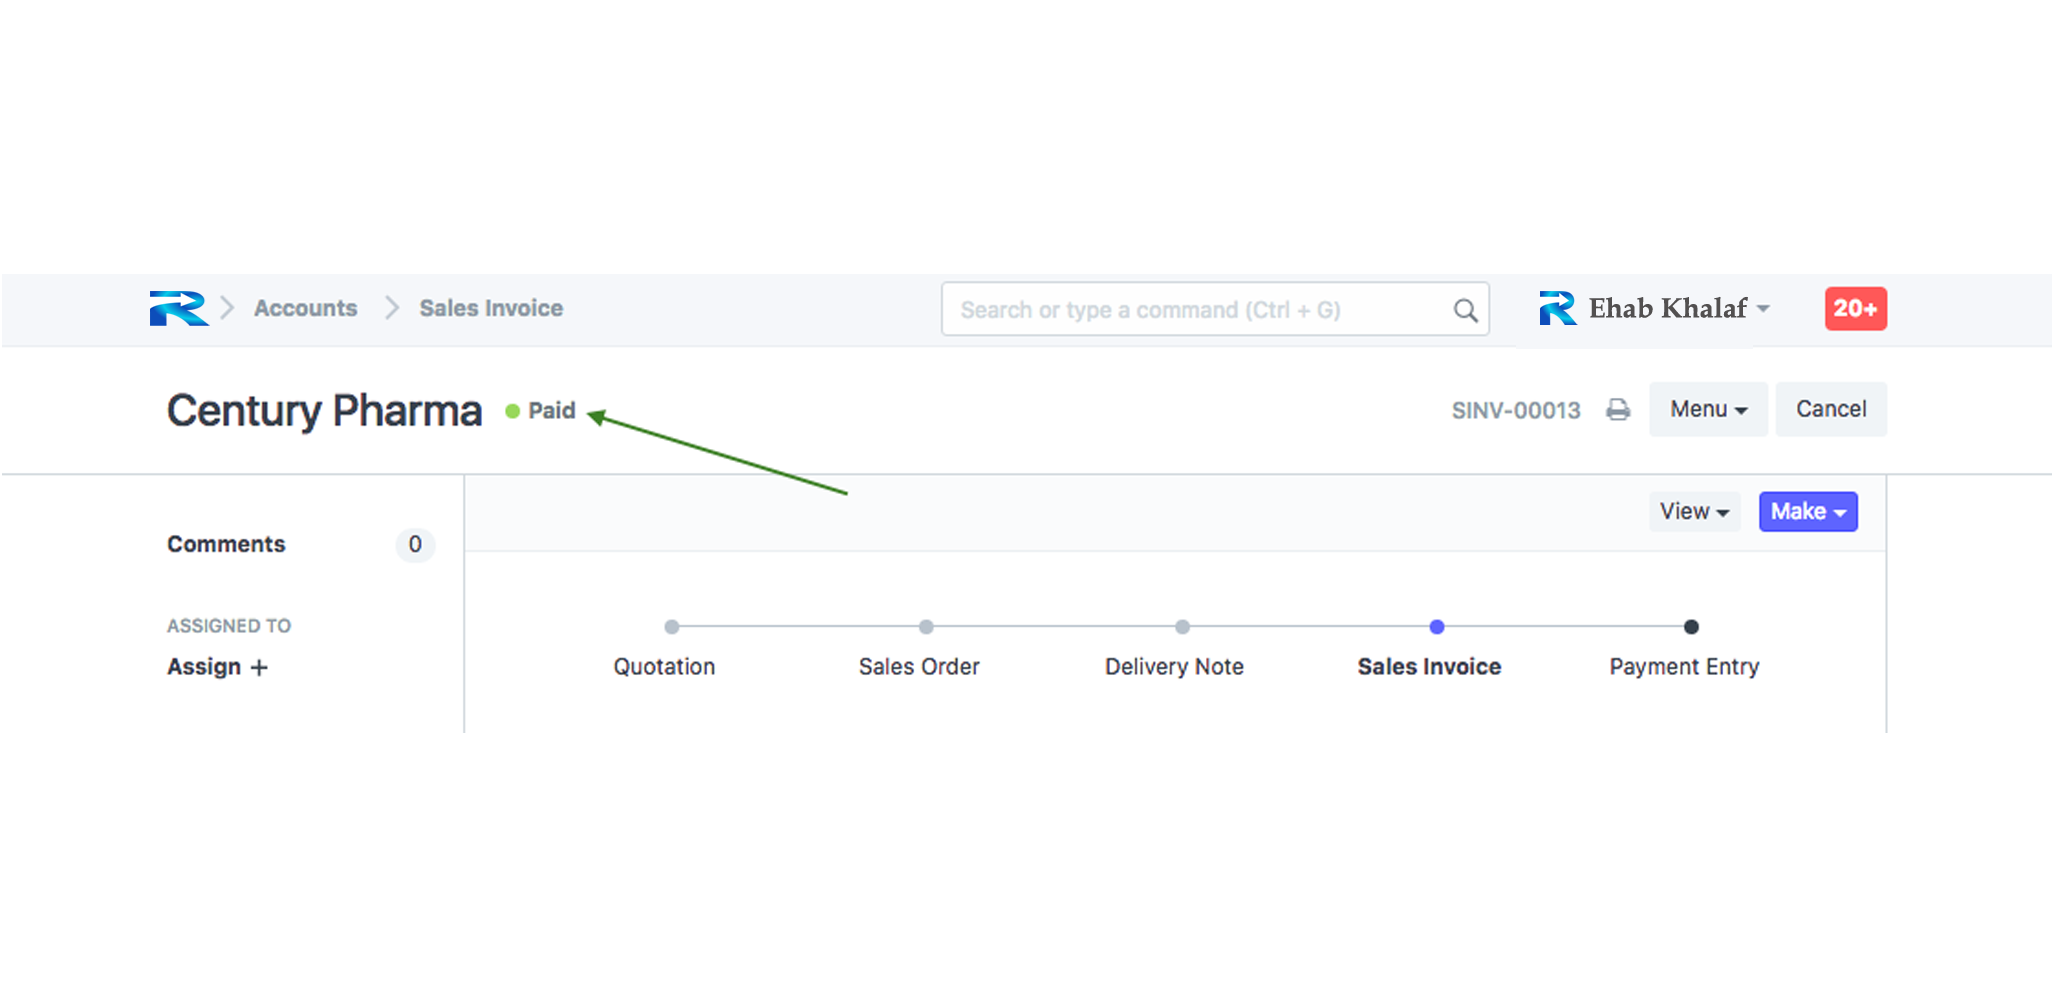 Accounts Sales Invoice Search or type a command (Ctrl + G) Ehab Khalaf 20+
Century Pharma Paid SINV-00013 Menu Cancel
View Make
Comments 0
ASSIGNED TO
Assign +
Quotation Sales Order Delivery Note Sales Invoice Payment Entry